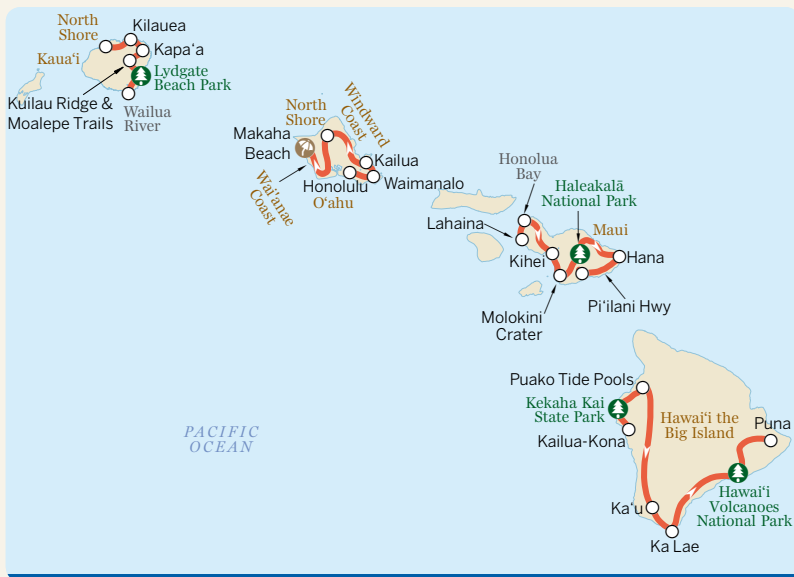 North
Shore
Kilauea
Kapa‘a
Kaua‘i
Lydgate
Beach Park
Kuilau Ridge &
Moalepe Trails
Wailua
River
North
Shore
Windward
Coast
Makaha
Beach
Kailua
Waimanalo
Honolulu
O‘ahu
Wai‘anae
Coast
Honolua
Bay
Haleakalā
National Park
Lahaina
Maui
Kihei
Hana
Pi‘ilani Hwy
Molokini
Crater
Puako Tide Pools
Kekaha Kai
State Park
Hawai‘i the
Big Island
Puna
Kailua-Kona
PACIFIC
OCEAN
Hawai‘i
Volcanoes
National Park
Ka‘u
Ka Lae